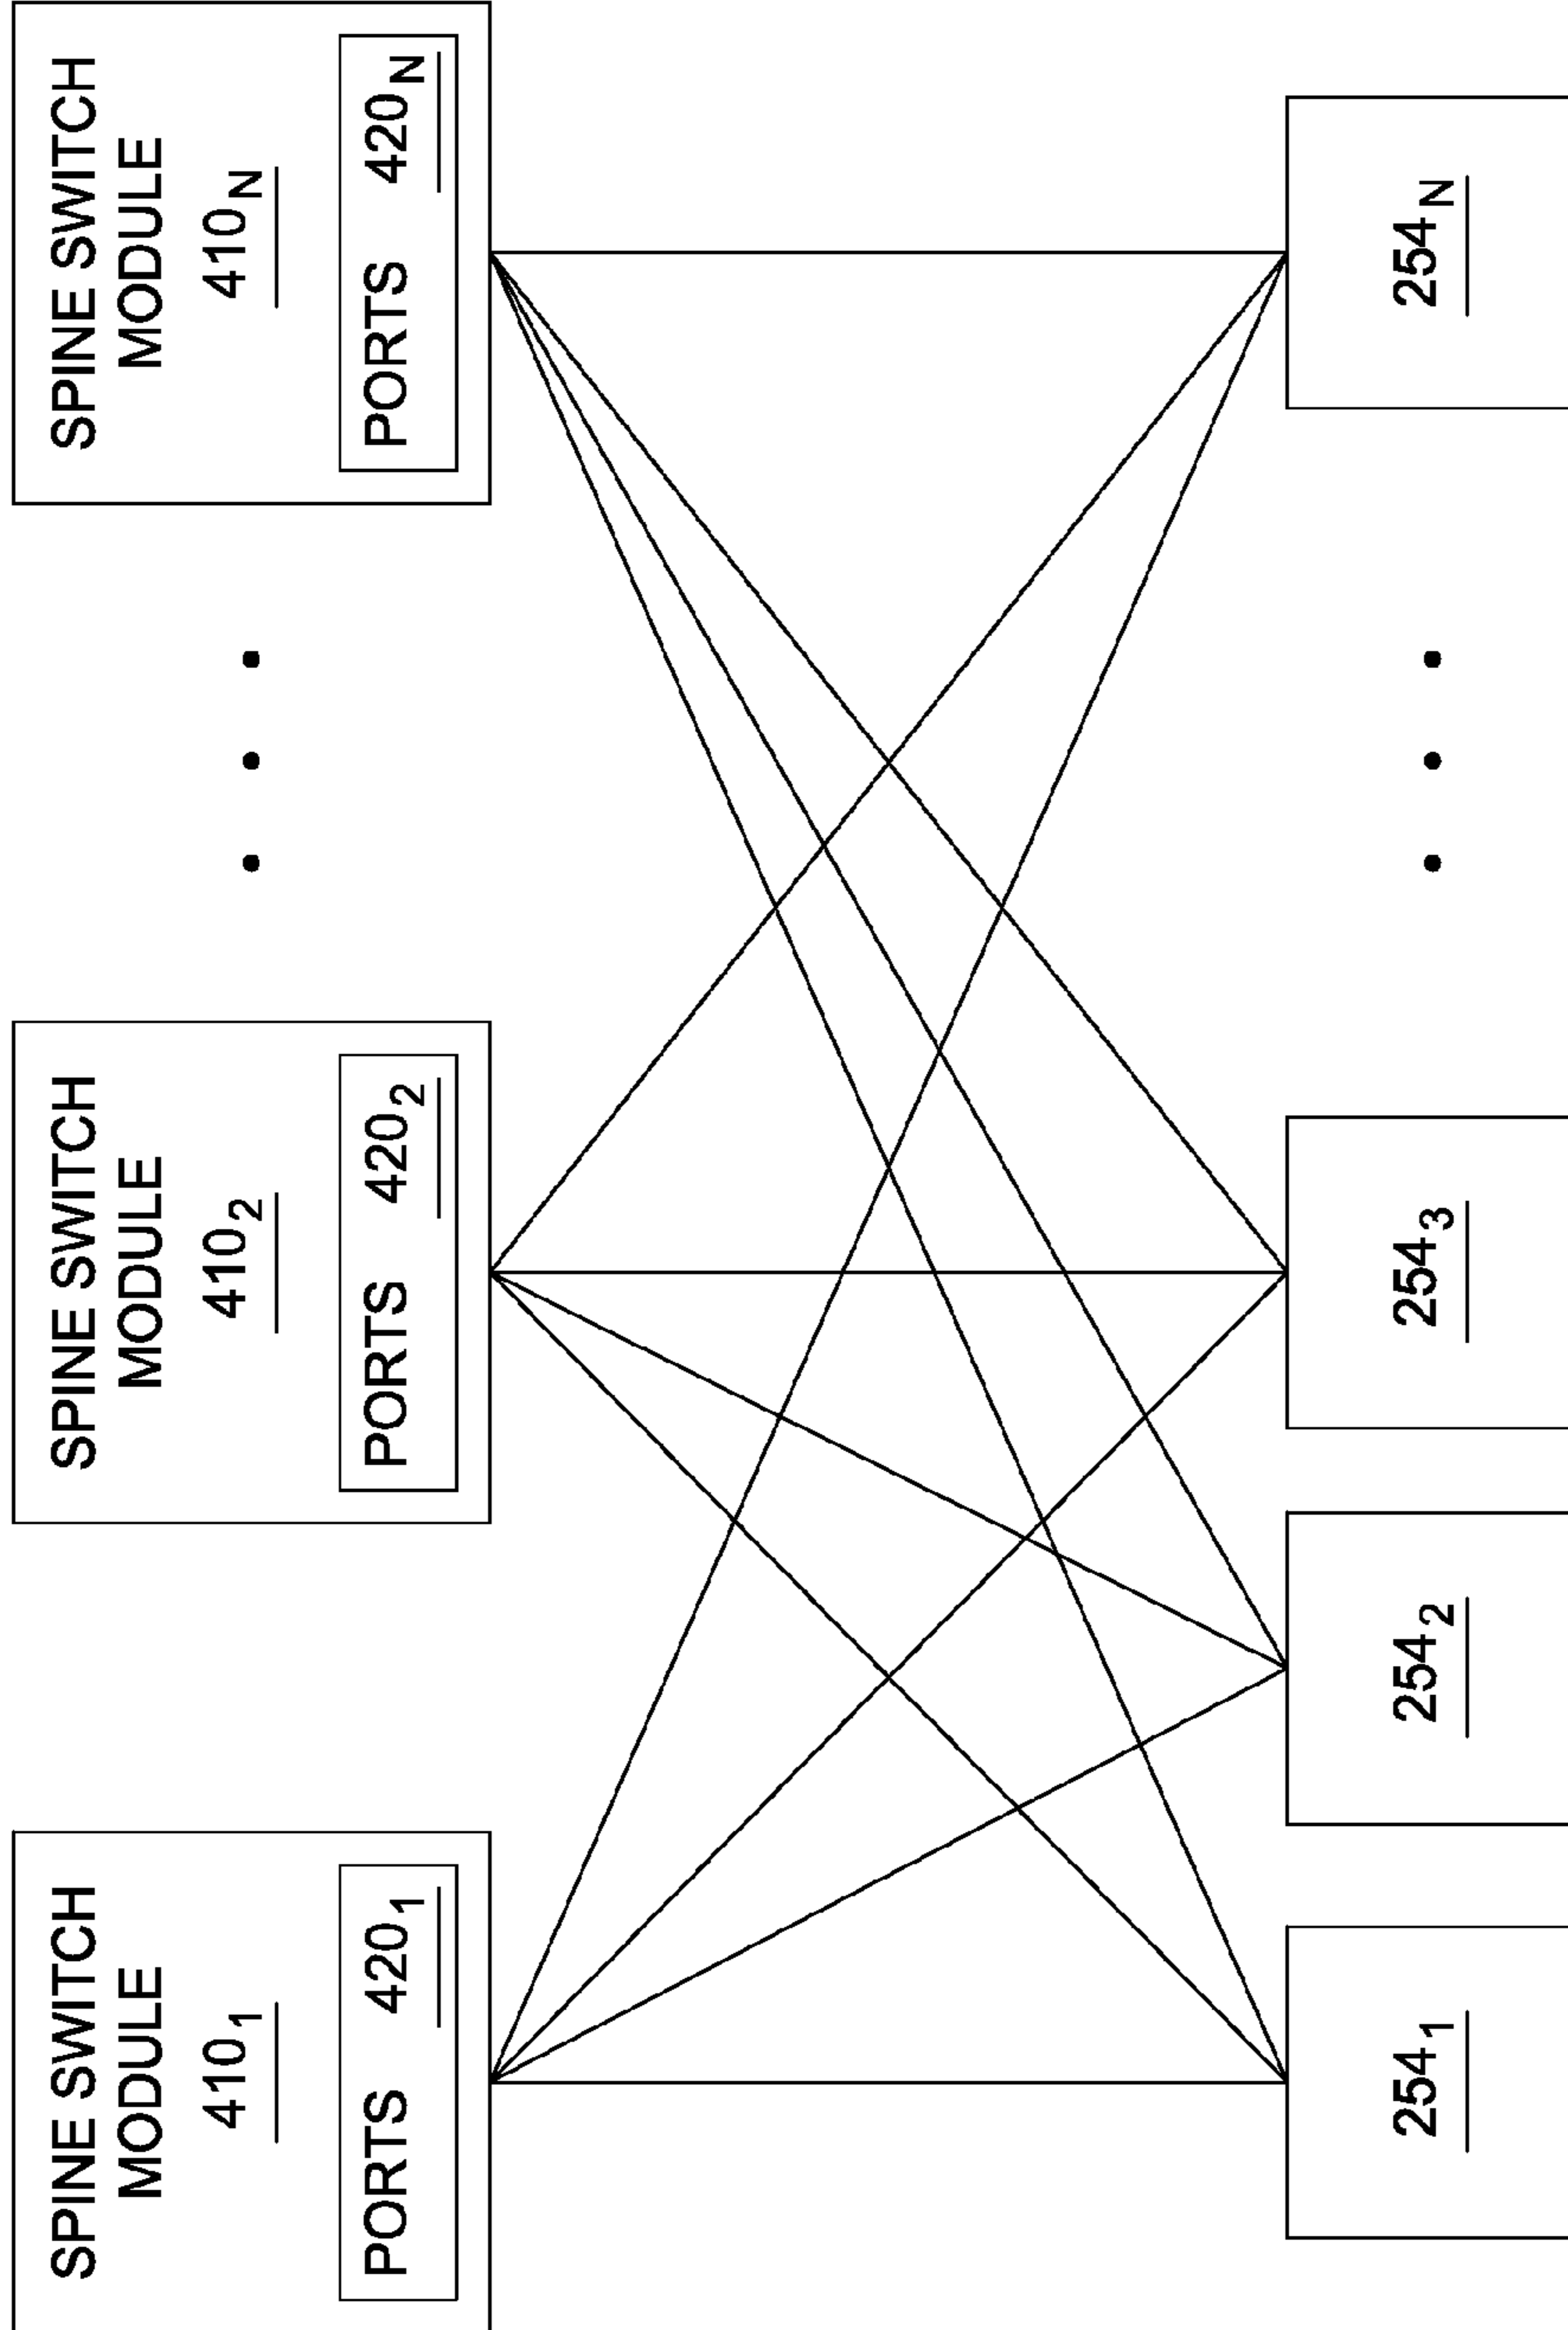 SPINE SWITCH
MODULE
410₁
PORTS 420₁
SPINE SWITCH
MODULE
410₂
PORTS 420₂
SPINE SWITCH
MODULE
410N
PORTS 420N
254₁
254₂
254₃
254N